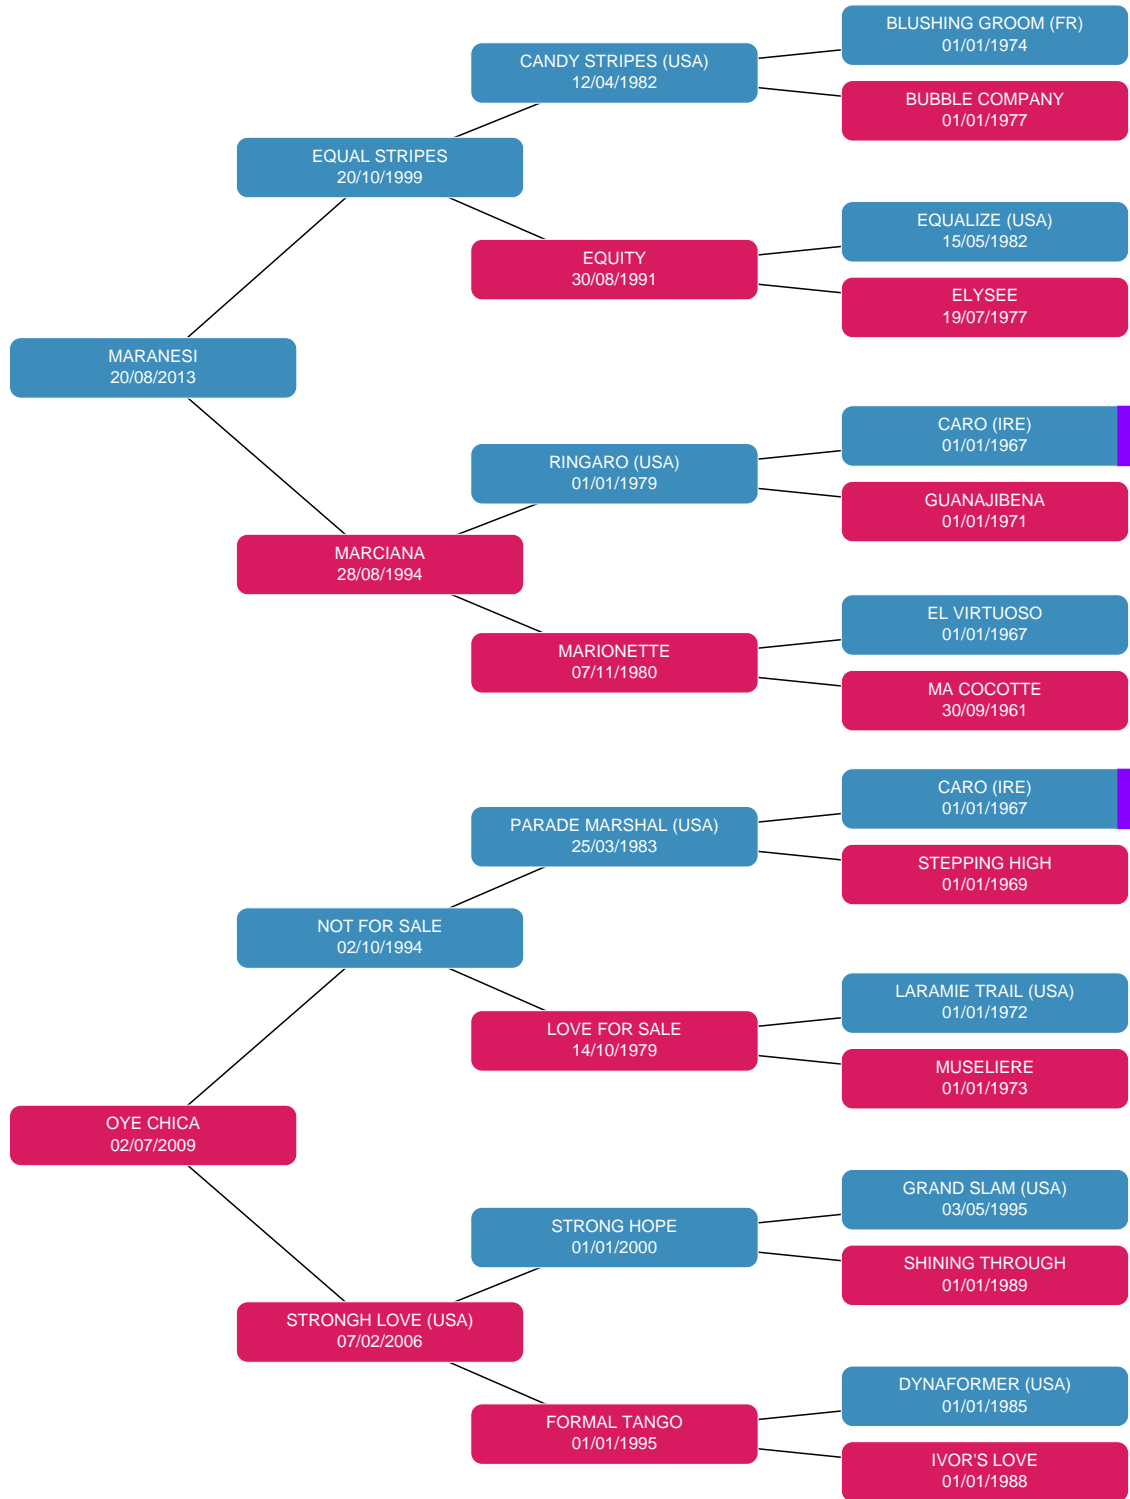 BLUSHING GROOM (FR)
01/01/1974
CANDY STRIPES (USA)
12/04/1982
BUBBLE COMPANY
01/01/1977
EQUAL STRIPES
20/10/1999
EQUALIZE (USA)
15/05/1982
EQUITY
30/08/1991
ELYSEE
19/07/1977
MARANESI
20/08/2013
CARO (IRE)
01/01/1967
RINGARO (USA)
01/01/1979
GUANAJIBENA
01/01/1971
MARCIANA
28/08/1994
EL VIRTUOSO
01/01/1967
MARIONETTE
07/11/1980
MA COCOTTE
30/09/1961
CARO (IRE)
01/01/1967
PARADE MARSHAL (USA)
25/03/1983
STEPPING HIGH
01/01/1969
NOT FOR SALE
02/10/1994
LARAMIE TRAIL (USA)
01/01/1972
LOVE FOR SALE
14/10/1979
MUSELIERE
01/01/1973
OYE CHICA
02/07/2009
GRAND SLAM (USA)
03/05/1995
STRONG HOPE
01/01/2000
SHINING THROUGH
01/01/1989
STRONGH LOVE (USA)
07/02/2006
DYNAFORMER (USA)
01/01/1985
FORMAL TANGO
01/01/1995
IVOR'S LOVE
01/01/1988